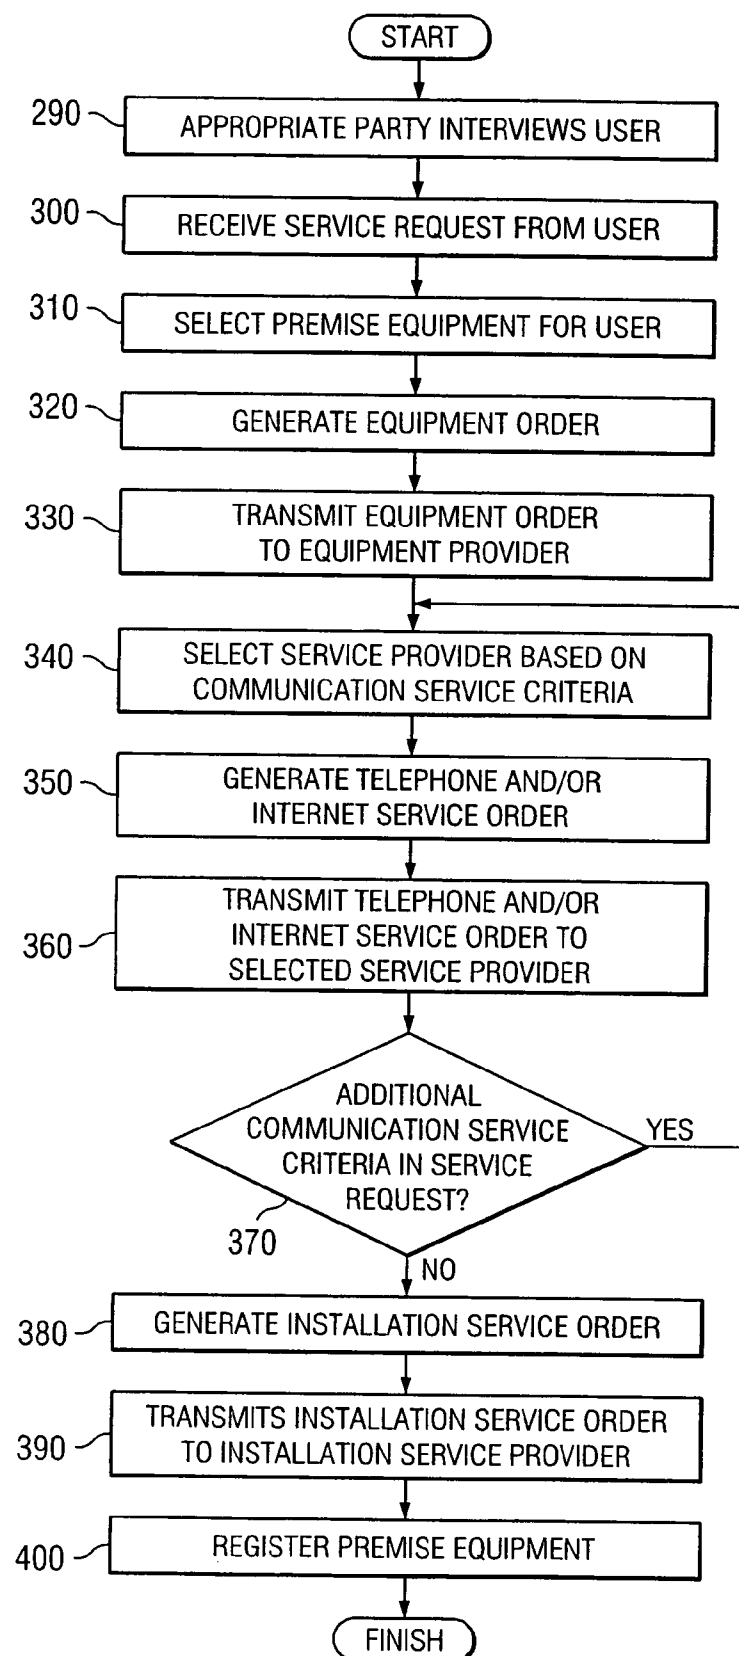 START
290
APPROPRIATE PARTY INTERVIEWS USER
300
RECEIVE SERVICE REQUEST FROM USER
310
SELECT PREMISE EQUIPMENT FOR USER
320
GENERATE EQUIPMENT ORDER
330
TRANSMIT EQUIPMENT ORDER
TO EQUIPMENT PROVIDER
340
SELECT SERVICE PROVIDER BASED ON
COMMUNICATION SERVICE CRITERIA
350
GENERATE TELEPHONE AND/OR
INTERNET SERVICE ORDER
360
TRANSMIT TELEPHONE AND/OR
INTERNET SERVICE ORDER TO
SELECTED SERVICE PROVIDER
ADDITIONAL
COMMUNICATION SERVICE
CRITERIA IN SERVICE
REQUEST?
YES
370
NO
380
GENERATE INSTALLATION SERVICE ORDER
390
TRANSMITS INSTALLATION SERVICE ORDER
TO INSTALLATION SERVICE PROVIDER
400
REGISTER PREMISE EQUIPMENT
FINISH